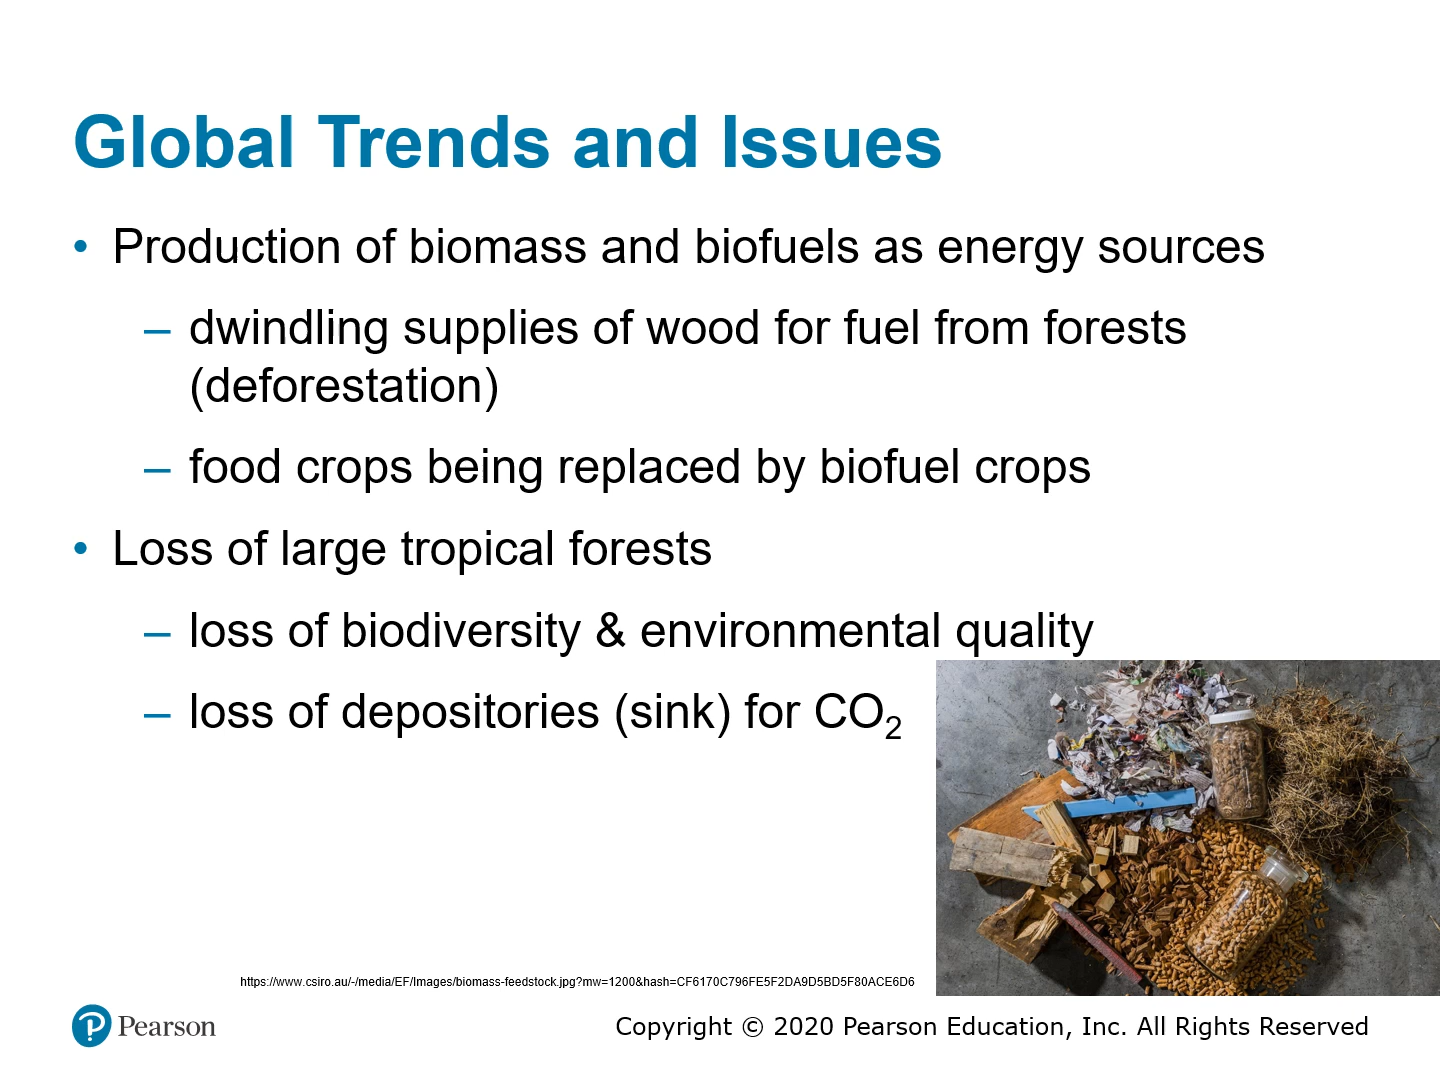 Global Trends and Issues
• Production of biomass and biofuels as energy sources
– dwindling supplies of wood for fuel from forests
(deforestation)
– food crops being replaced by biofuel crops
• Loss of large tropical forests
– loss of biodiversity & environmental quality
– loss of depositories (sink) for CO₂
https://www.csiro.au/-/media/EF/Images/biomass-feedstock.jpg?mw=1200&hash=CF6170C796FE5F2DA9D5BD5F80ACE6D6
Pearson
Copyright © 2020 Pearson Education, Inc. All Rights Reserved